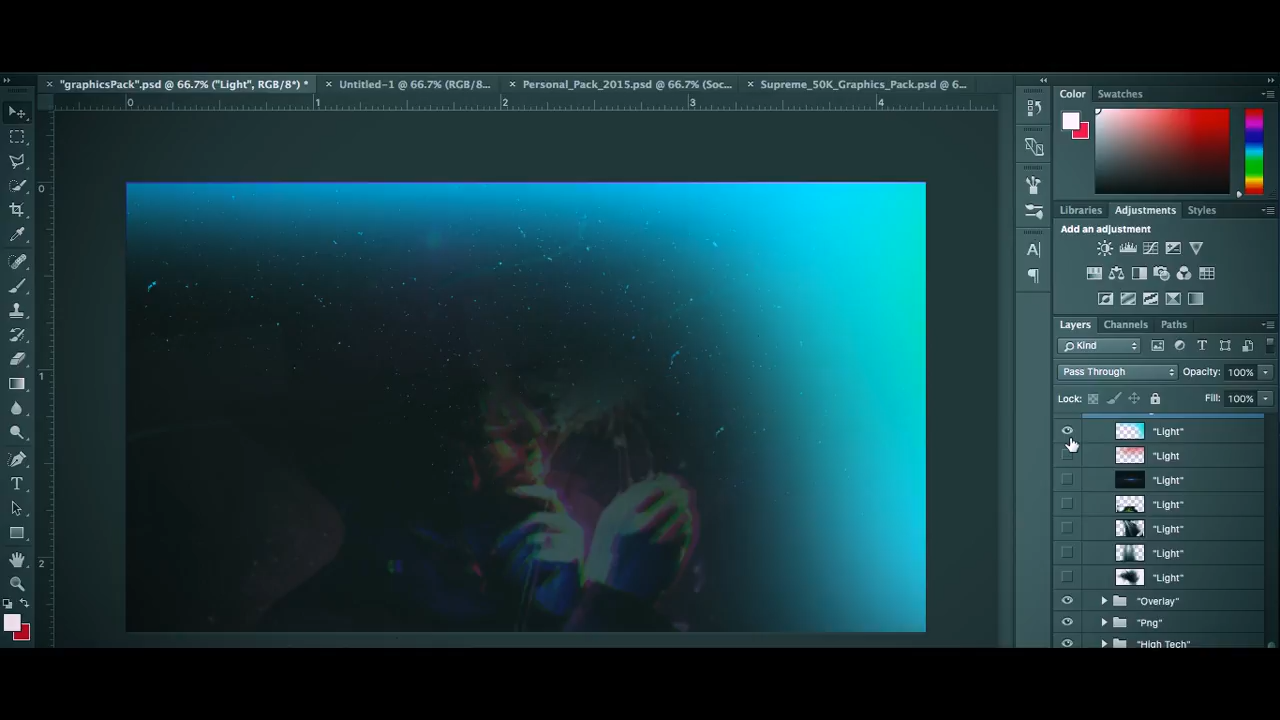 "graphicsPack".psd @ 66.7% ("Light", RGB/8*) *
Untitled-1 @ 66.7% (RGB/8...
Personal_Pack_2015.psd @ 66.7% (Soc...
Supreme_50K_Graphics_Pack.psd @ 6...
0 1 2 3 4
0
1
2
Color Swatches
Libraries Adjustments Styles
Add an adjustment
Layers Channels Paths
Kind
Pass Through Opacity: 100%
Lock: Fill: 100%
"Light"
"Light
"Light"
"Light"
"Light"
"Light"
"Light"
"Overlay"
"Png"
"High Tech"